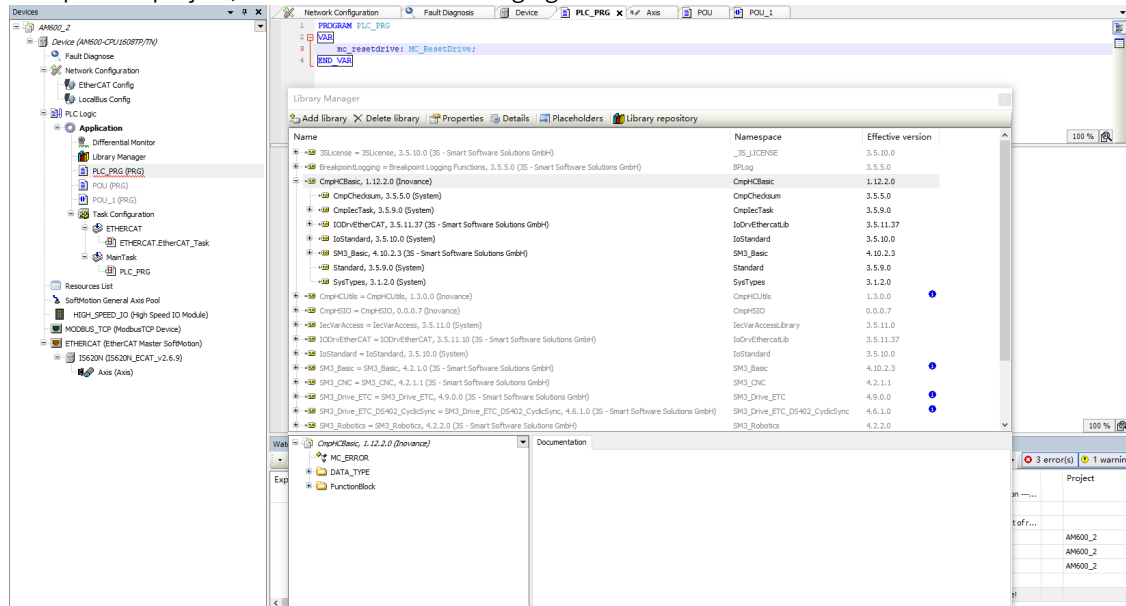 Devices
AM600_2
Device (AM600-CPU1608TP/TN)
Fault Diagnose
Network Configuration
EtherCAT Config
LocalBus Config
PLC Logic
Application
Differential Monitor
Library Manager
PLC_PRG (PRG)
POU (PRG)
POU_1 (PRG)
Task Configuration
ETHERCAT
ETHERCAT.EtherCAT_Task
MainTask
PLC_PRG
Resources List
SoftMotion General Axis Pool
HIGH_SPEED_IO (High Speed IO Module)
MODBUS_TCP (ModbusTCP Device)
ETHERCAT (EtherCAT Master SoftMotion)
IS620N (IS620N_ECAT_v2.6.9)
Axis (Axis)
Network Configuration Fault Diagnosis Device PLC_PRG X Axis POU POU_1
1 PROGRAM PLC_PRG
2 VAR
3 mc_resetdrive: MC_ResetDrive;
4 END_VAR
100 %
Library Manager
Add library Delete library Properties Details Placeholders Library repository
Name Namespace Effective version
3SLicense = 3SLicense, 3.5.10.0 (3S - Smart Software Solutions GmbH) _3S_LICENSE 3.5.10.0
BreakpointLogging = Breakpoint Logging Functions, 3.5.5.0 (3S - Smart Software Solutions GmbH) BPLog 3.5.5.0
CmpHCBasic, 1.12.2.0 (Inovance) CmpHCBasic 1.12.2.0
CmpChecksum, 3.5.5.0 (System) CmpChecksum 3.5.5.0
CmpIecTask, 3.5.9.0 (System) CmpIecTask 3.5.9.0
IODrvEtherCAT, 3.5.11.37 (3S - Smart Software Solutions GmbH) IoDrvEthercatLib 3.5.11.37
IoStandard, 3.5.10.0 (System) IoStandard 3.5.10.0
SM3_Basic, 4.10.2.3 (3S - Smart Software Solutions GmbH) SM3_Basic 4.10.2.3
Standard, 3.5.9.0 (System) Standard 3.5.9.0
SysTypes, 3.1.2.0 (System) SysTypes 3.1.2.0
CmpHCUtils = CmpHCUtils, 1.3.0.0 (Inovance) CmpHCUtils 1.3.0.0
CmpHSIO = CmpHSIO, 0.0.0.7 (Inovance) CmpHSIO 0.0.0.7
IecVarAccess = IecVarAccess, 3.5.11.0 (System) IecVarAccessLibrary 3.5.11.0
IODrvEtherCAT = IODrvEtherCAT, 3.5.11.10 (3S - Smart Software Solutions GmbH) IoDrvEthercatLib 3.5.11.37
IoStandard = IoStandard, 3.5.10.0 (System) IoStandard 3.5.10.0
SM3_Basic = SM3_Basic, 4.2.1.0 (3S - Smart Software Solutions GmbH) SM3_Basic 4.10.2.3
SM3_CNC = SM3_CNC, 4.2.1.1 (3S - Smart Software Solutions GmbH) SM3_CNC 4.2.1.1
SM3_Drive_ETC = SM3_Drive_ETC, 4.9.0.0 (3S - Smart Software Solutions GmbH) SM3_Drive_ETC 4.9.0.0
SM3_Drive_ETC_DS402_CyclicSync = SM3_Drive_ETC_DS402_CyclicSync, 4.6.1.0 (3S - Smart Software Solutions GmbH) SM3_Drive_ETC_DS402_CyclicSync 4.6.1.0
SM3_Robotics = SM3_Robotics, 4.2.2.0 (3S - Smart Software Solutions GmbH) SM3_Robotics 4.2.2.0
100 %
Wat
CmpHCBasic, 1.12.2.0 (Inovance) Documentation
MC_ERROR
DATA_TYPE
FunctionBlock
Exp
3 error(s) 1 warnin
Project
on ---...
t of r...
AM600_2
AM600_2
AM600_2